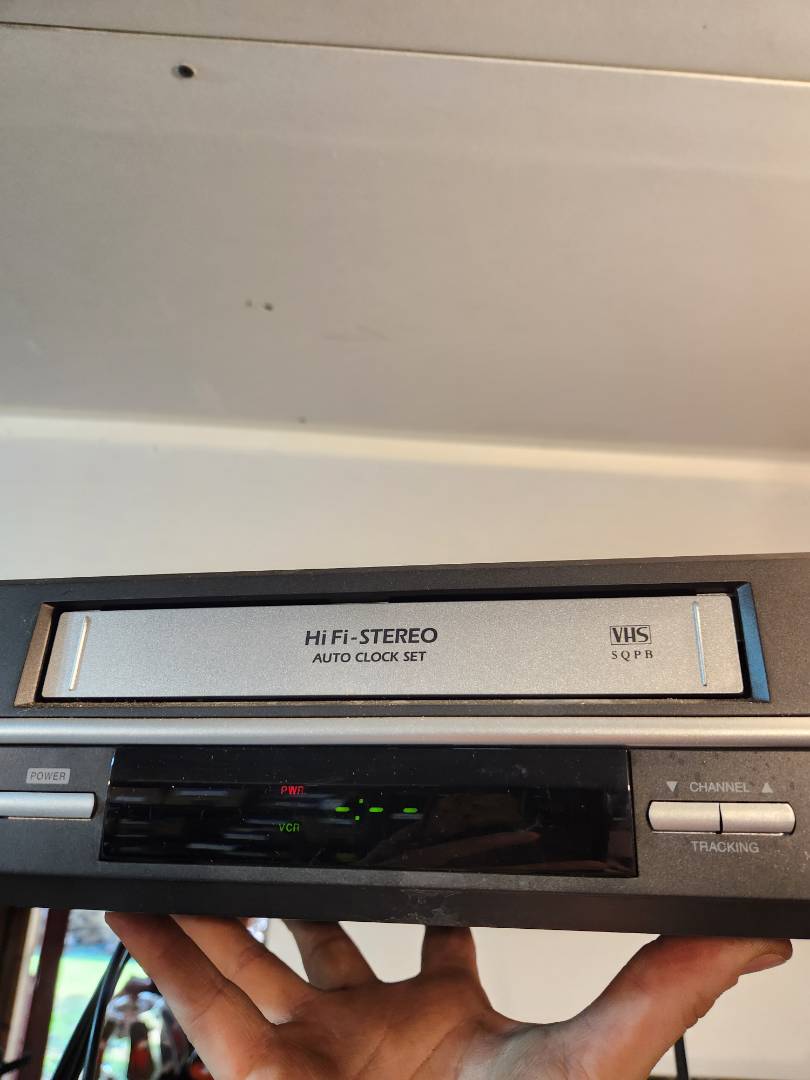 Hi Fi-STEREO
AUTO CLOCK SET
VHS
SQPB
POWER
PWR
VCR
-:--
▼ CHANNEL ▲
TRACKING